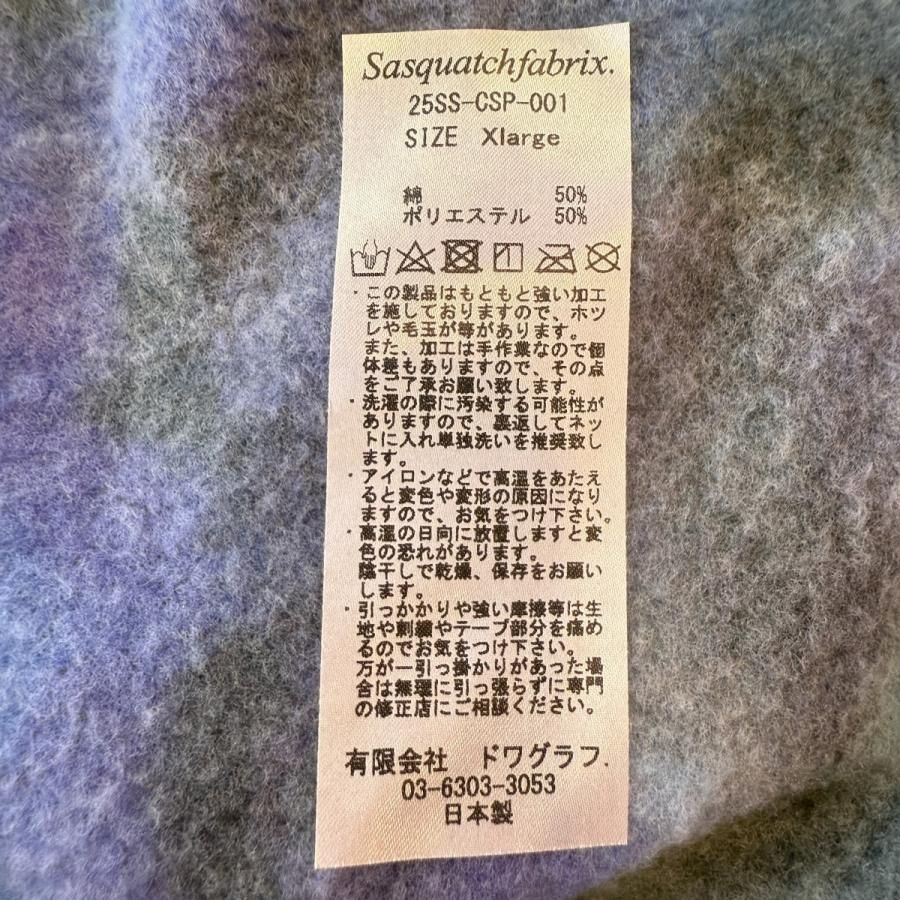 Sasquatchfabrix.
25SS-CSP-001
SIZE Xlarge
綿 50%
ポリエステル 50%
・この製品はもともと強い加工
を施しておりますので、ホツ
レや毛玉が等があります。
また、加工は手作業なので個
体差もありますので、その点
をご了承お願い致します。
・洗濯の際に汚染する可能性が
ありますので、裏返してネッ
トに入れ単独洗いを推奨致し
ます。
・アイロンなどで高温をあたえ
ると変色や変形の原因になり
ますので、お気をつけ下さい。
・高温の日向に放置しますと変
色の恐れがあります。
陰干しで乾燥、保存をお願い
します。
・引っかかりや強い摩擦等は生
地や刺繍やテープ部分を痛め
るのでお気をつけ下さい。
万が一引っ掛かりがあった場
合は無理に引っ張らずに専門
の修正店にご相談ください。
有限会社 ドワグラフ.
03-6303-3053
日本製